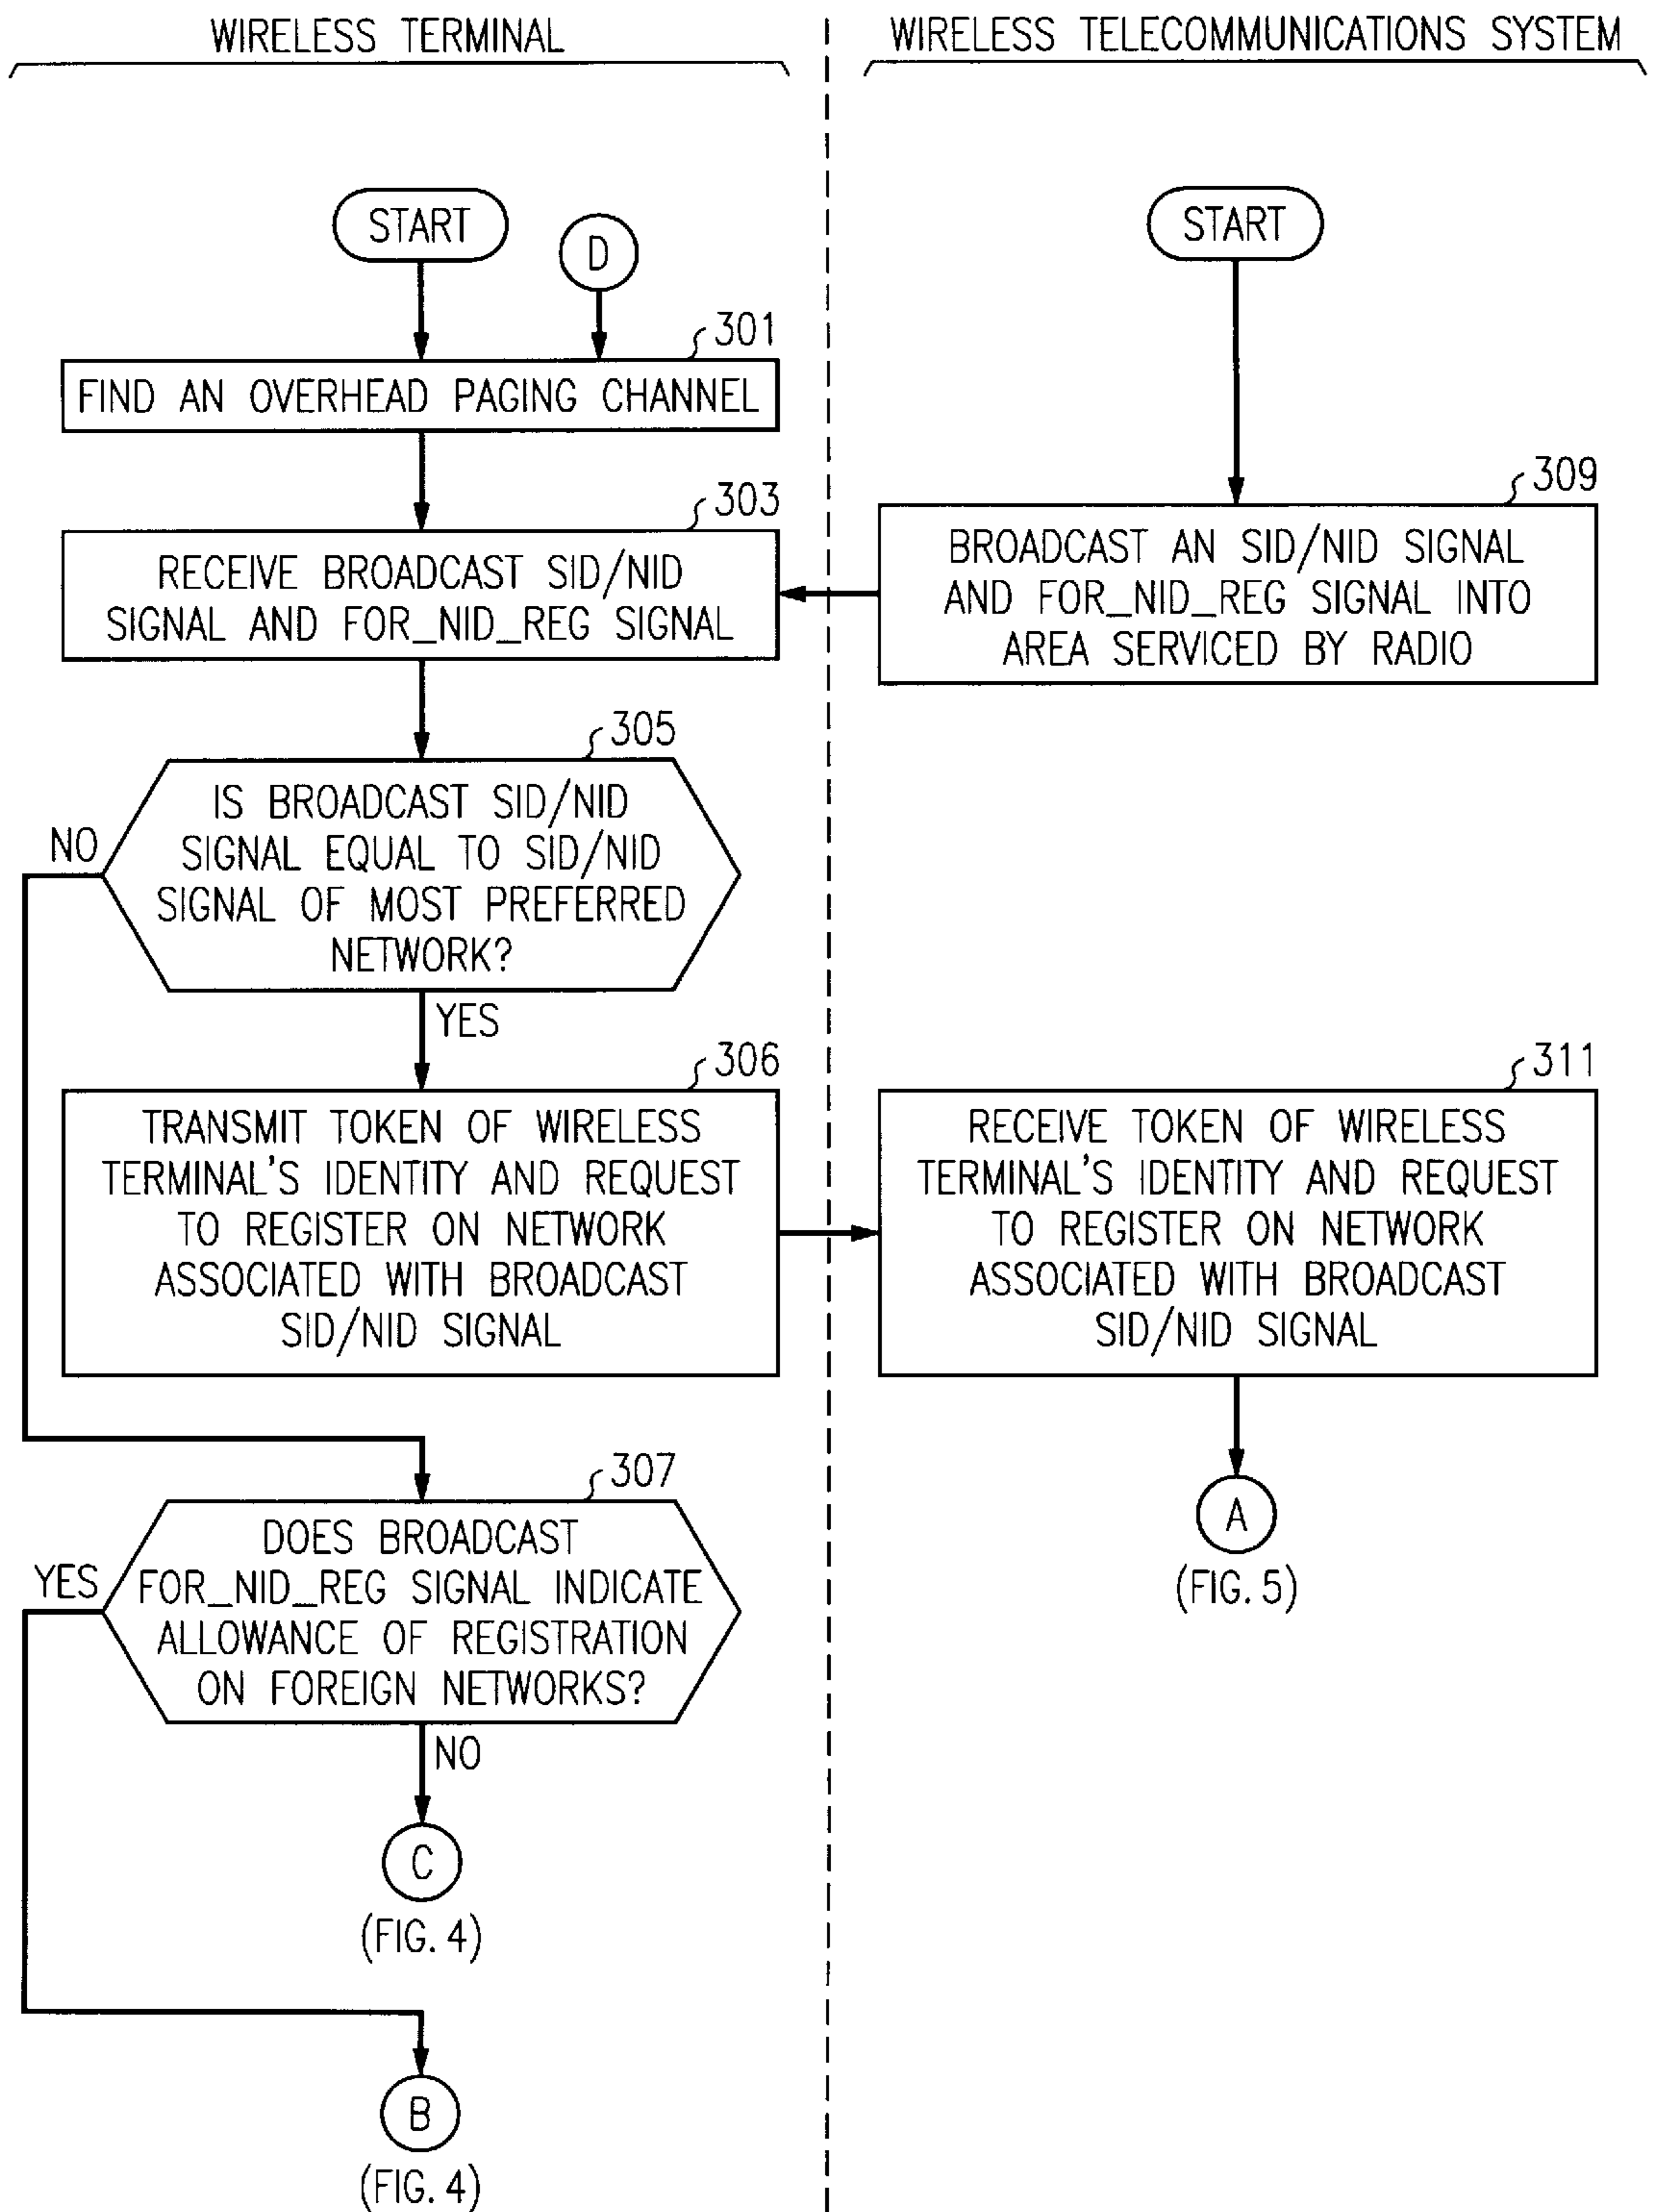 WIRELESS TERMINAL
WIRELESS TELECOMMUNICATIONS SYSTEM
START
D
START
301
FIND AN OVERHEAD PAGING CHANNEL
303
RECEIVE BROADCAST SID/NID
SIGNAL AND FOR_NID_REG SIGNAL
309
BROADCAST AN SID/NID SIGNAL
AND FOR_NID_REG SIGNAL INTO
AREA SERVICED BY RADIO
305
IS BROADCAST SID/NID
SIGNAL EQUAL TO SID/NID
SIGNAL OF MOST PREFERRED
NETWORK?
NO
YES
306
TRANSMIT TOKEN OF WIRELESS
TERMINAL'S IDENTITY AND REQUEST
TO REGISTER ON NETWORK
ASSOCIATED WITH BROADCAST
SID/NID SIGNAL
311
RECEIVE TOKEN OF WIRELESS
TERMINAL'S IDENTITY AND REQUEST
TO REGISTER ON NETWORK
ASSOCIATED WITH BROADCAST
SID/NID SIGNAL
A
(FIG. 5)
307
DOES BROADCAST
FOR_NID_REG SIGNAL INDICATE
ALLOWANCE OF REGISTRATION
ON FOREIGN NETWORKS?
YES
NO
C
(FIG. 4)
B
(FIG. 4)